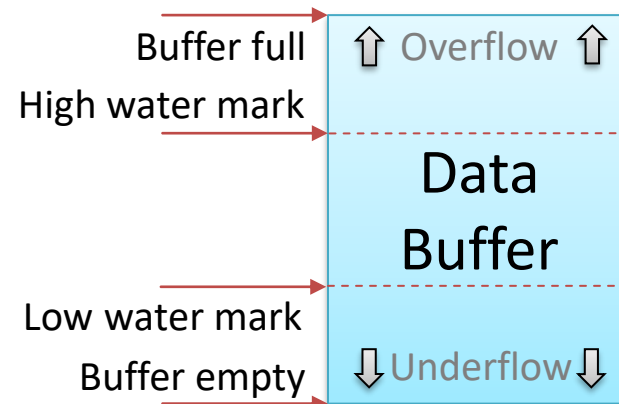 Buffer full
Overflow
High water mark
Data
Buffer
Low water mark
Buffer empty
Underflow